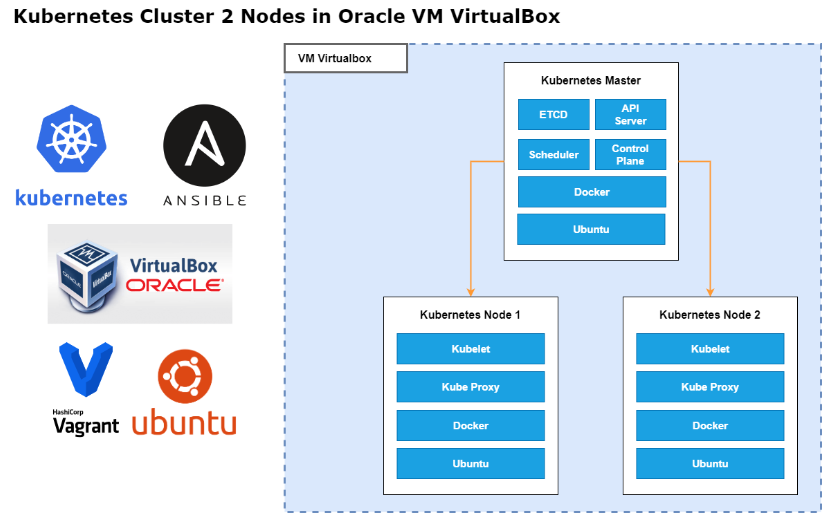 Kubernetes Cluster 2 Nodes in Oracle VM VirtualBox
kubernetes
ANSIBLE
VirtualBox
ORACLE
HashiCorp
Vagrant
ubuntu
VM Virtualbox
Kubernetes Master
ETCD
API
Server
Scheduler
Control
Plane
Docker
Ubuntu
Kubernetes Node 1
Kubelet
Kube Proxy
Docker
Ubuntu
Kubernetes Node 2
Kubelet
Kube Proxy
Docker
Ubuntu